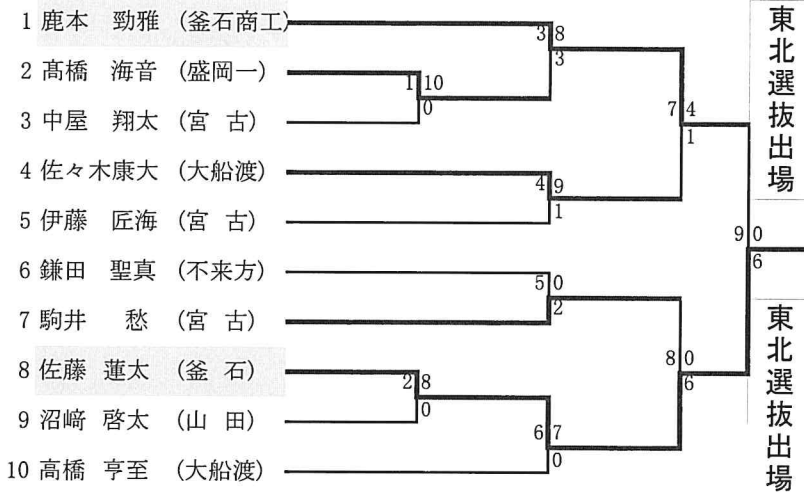 1 鹿本 勁雅 (釜石商工)
2 髙橋 海音 (盛岡一)
3 中屋 翔太 (宮 古)
4 佐々木康大 (大船渡)
5 伊藤 匠海 (宮 古)
6 鎌田 聖真 (不来方)
7 駒井 愁 (宮 古)
8 佐藤 蓮太 (釜 石)
9 沼﨑 啓太 (山 田)
10 高橋 亨至 (大船渡)
3 8
3
1 10
0
4 9
1
7 4
1
5 0
2
2 8
0
6 7
0
8 0
6
9 0
6
東北選抜出場
東北選抜出場